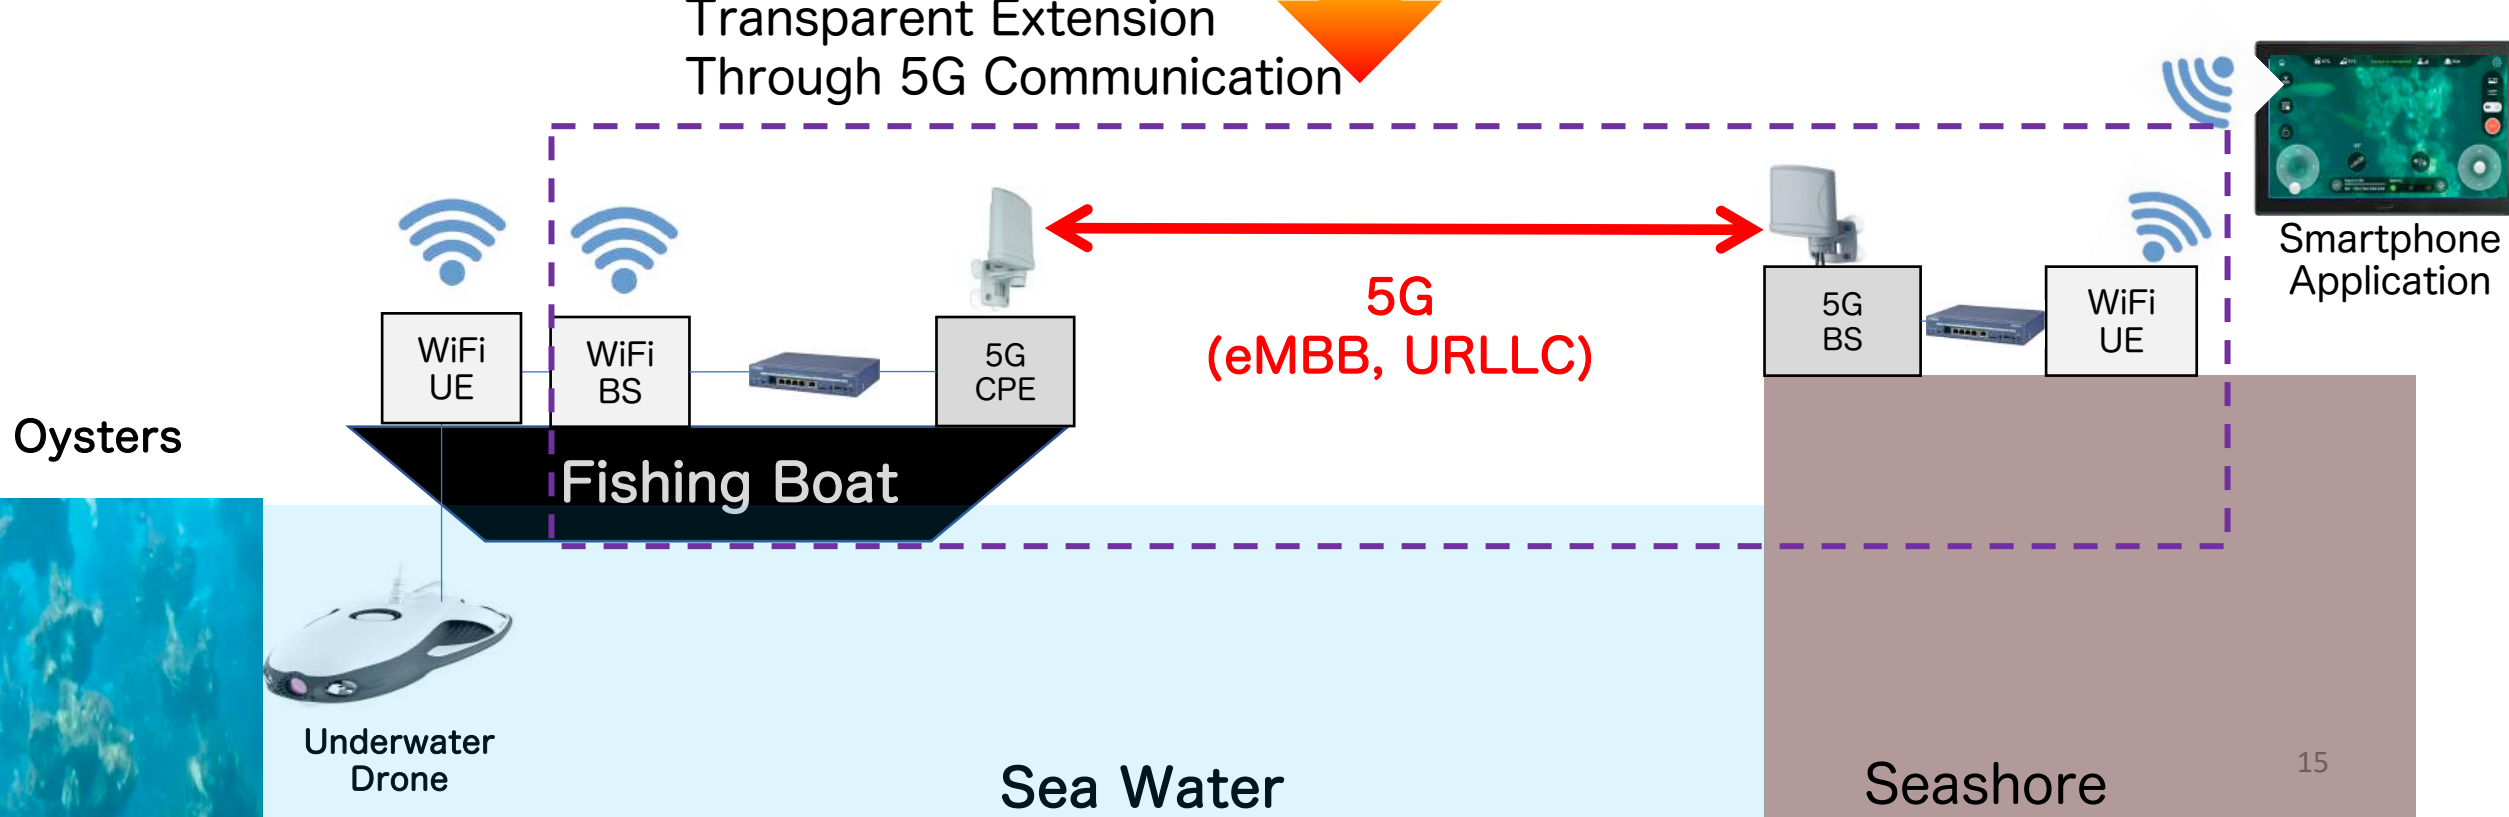 Transparent Extension
Through 5G Communication
Smartphone
Application
5G
(eMBB, URLLC)
WiFi
UE
WiFi
BS
5G
CPE
5G
BS
WiFi
UE
Oysters
Fishing Boat
Underwater
Drone
Sea Water
Seashore
15